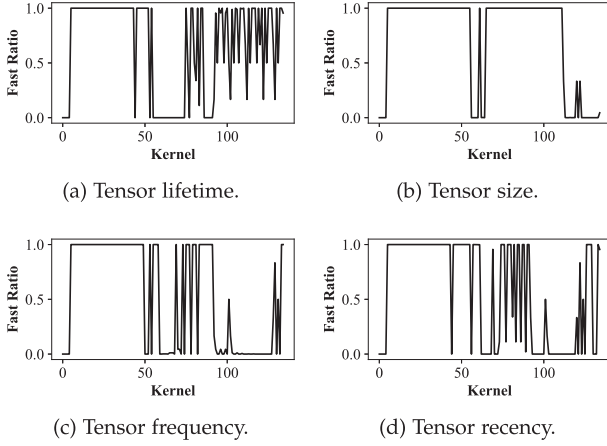 1.0
0.5
0.0
Fast Ratio
0 50 100
Kernel
(a) Tensor lifetime.
1.0
0.5
0.0
Fast Ratio
0 50 100
Kernel
(b) Tensor size.
1.0
0.5
0.0
Fast Ratio
0 50 100
Kernel
(c) Tensor frequency.
1.0
0.5
0.0
Fast Ratio
0 50 100
Kernel
(d) Tensor recency.